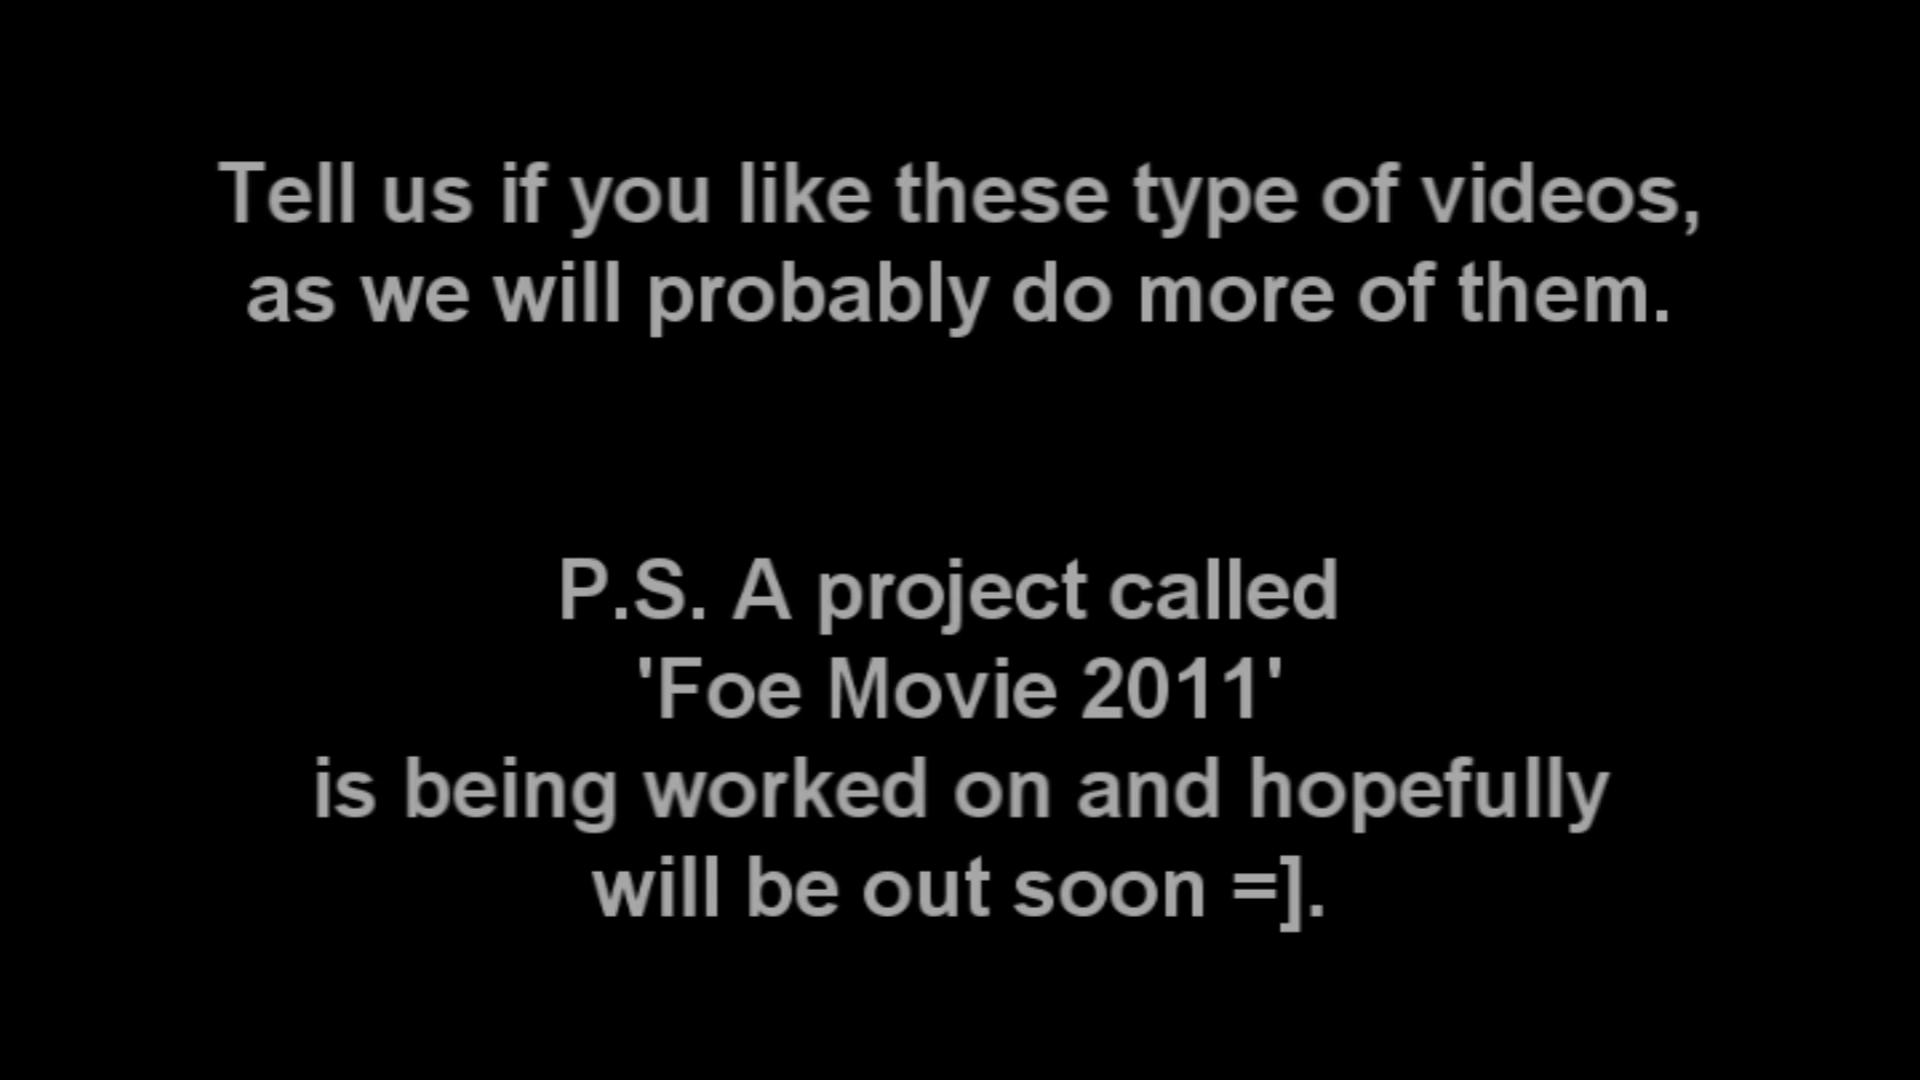 Tell us if you like these type of videos,
as we will probably do more of them.
P.S. A project called
'Foe Movie 2011'
is being worked on and hopefully
will be out soon =].